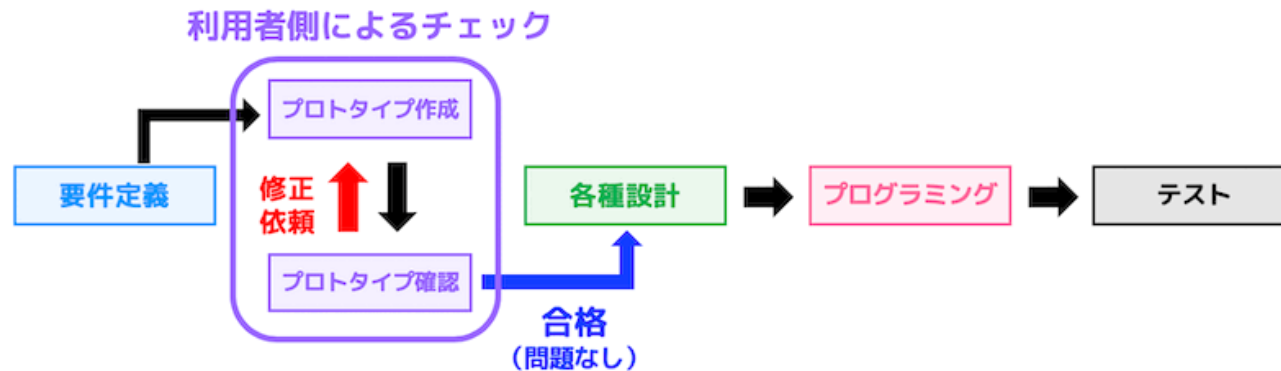 利用者側によるチェック
プロトタイプ作成
要件定義
修正
依頼
各種設計
プログラミング
テスト
プロトタイプ確認
合格
（問題なし）